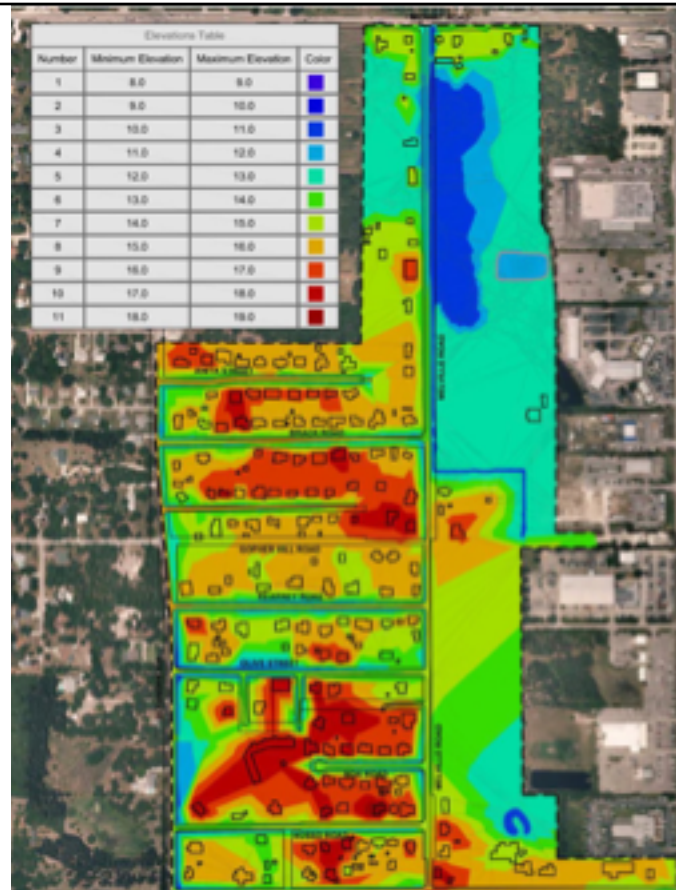 Elevations Table
Number Minimum Elevation Maximum Elevation Color
1 8.0 9.0
2 9.0 10.0
3 10.0 11.0
4 11.0 12.0
5 12.0 13.0
6 13.0 14.0
7 14.0 15.0
8 15.0 16.0
9 16.0 17.0
10 17.0 18.0
11 18.0 19.0
GOPHER HILL ROAD
OLIVE STREET